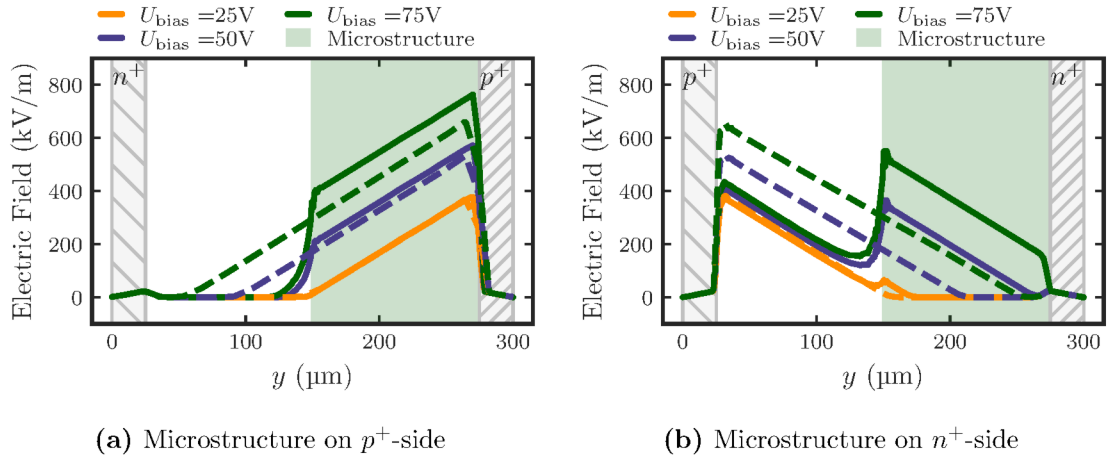 U_bias =25V U_bias =75V
U_bias =50V Microstructure
n+ p+
800
600
400
200
0
Electric Field (kV/m)
0 100 200 300
y (µm)
(a) Microstructure on p+-side
U_bias =25V U_bias =75V
U_bias =50V Microstructure
p+ n+
800
600
400
200
0
Electric Field (kV/m)
0 100 200 300
y (µm)
(b) Microstructure on n+-side